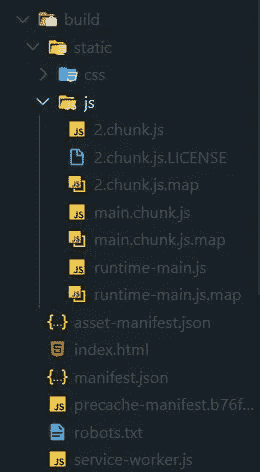 build
static
css
js
JS 2.chunk.js
2.chunk.js.LICENSE
JS 2.chunk.js.map
JS main.chunk.js
JS main.chunk.js.map
JS runtime-main.js
JS runtime-main.js.map
{..} asset-manifest.json
index.html
{..} manifest.json
JS precache-manifest.b76f...
robots.txt
JS service-worker.js